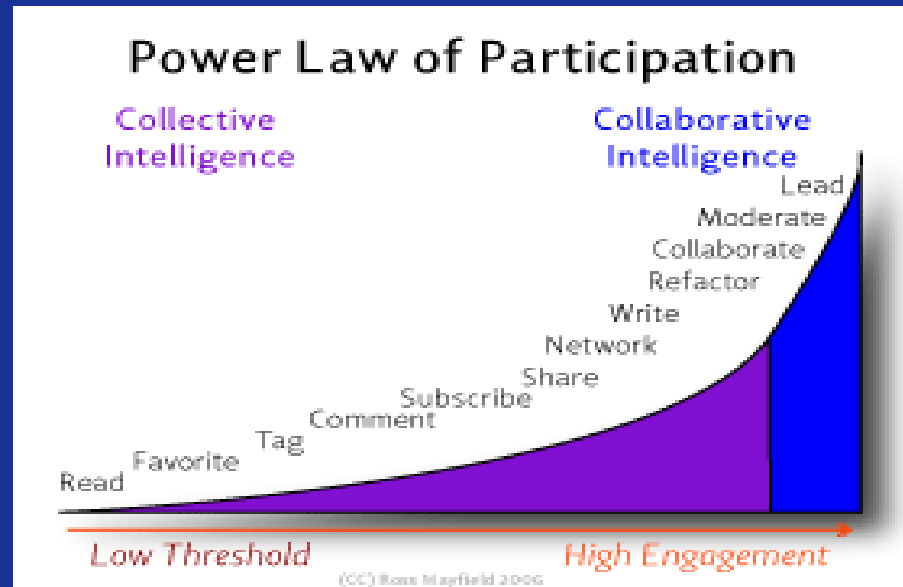 Power Law of Participation
Collective
Intelligence
Collaborative
Intelligence
Lead
Moderate
Collaborate
Refactor
Write
Network
Share
Subscribe
Comment
Tag
Favorite
Read
Low Threshold
High Engagement
(CC) Ross Mayfield 2006